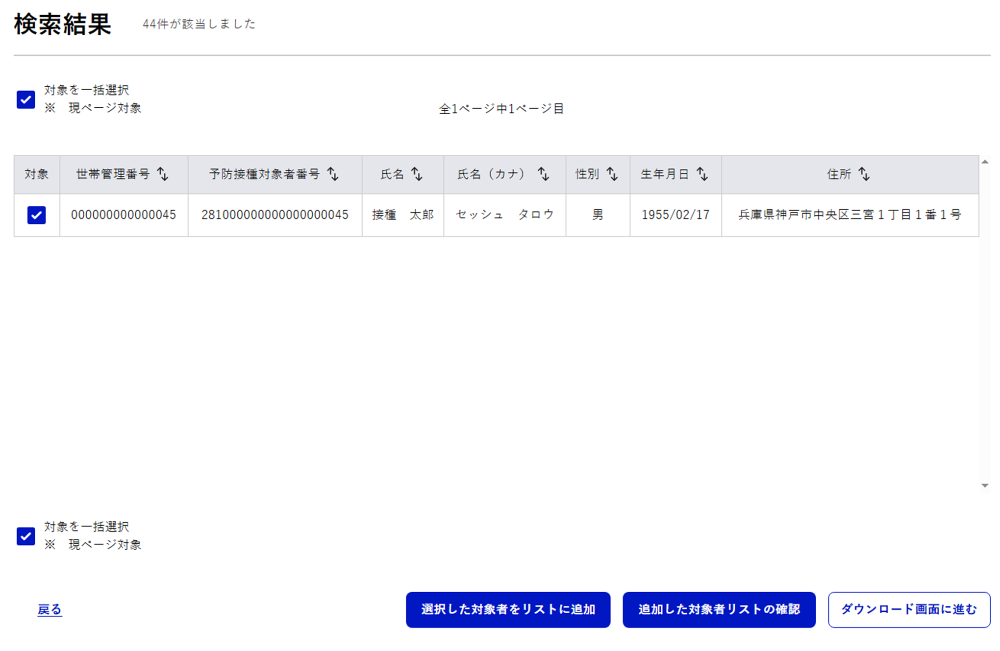 検索結果 44件が該当しました
対象を一括選択
※　現ページ対象
全1ページ中1ページ目
対象 世帯管理番号 予防接種対象者番号 氏名 氏名（カナ） 性別 生年月日 住所
000000000000045 2810000000000000000045 接種　太郎 セッシュ　タロウ 男 1955/02/17 兵庫県神戸市中央区三宮１丁目１番１号
対象を一括選択
※　現ページ対象
戻る 選択した対象者をリストに追加 追加した対象者リストの確認 ダウンロード画面に進む